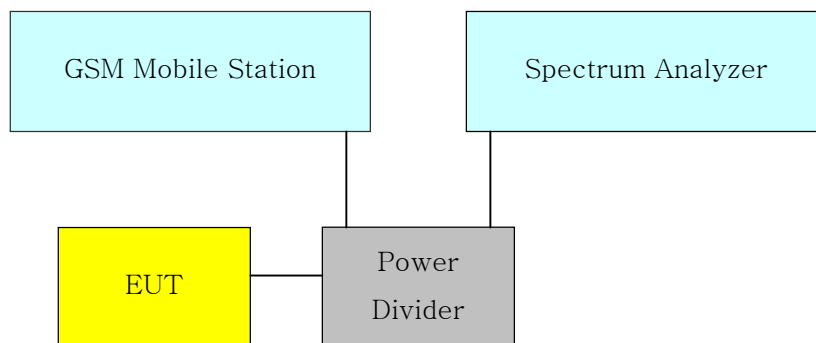 GSM Mobile Station
Spectrum Analyzer
EUT
Power
Divider